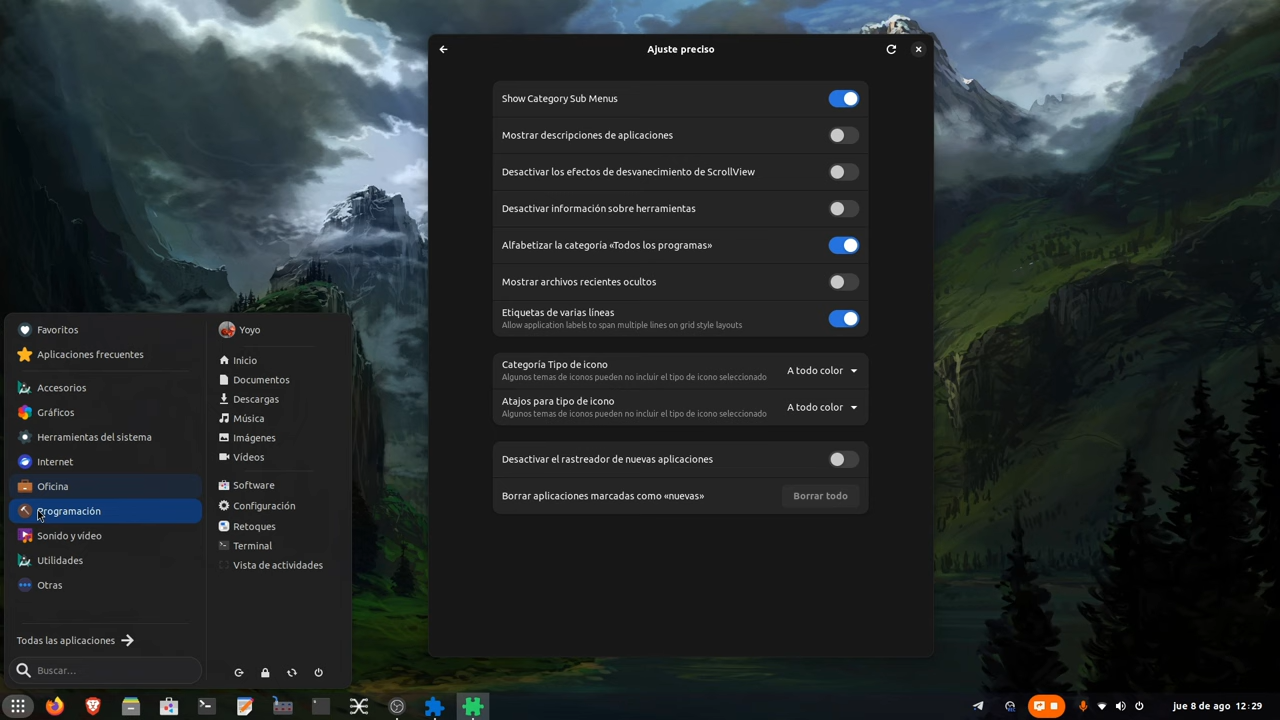 Ajuste preciso
Show Category Sub Menus
Mostrar descripciones de aplicaciones
Desactivar los efectos de desvanecimiento de ScrollView
Desactivar información sobre herramientas
Alfabetizar la categoría «Todos los programas»
Mostrar archivos recientes ocultos
Etiquetas de varias líneas
Allow application labels to span multiple lines on grid style layouts
Categoría Tipo de icono
Algunos temas de iconos pueden no incluir el tipo de icono seleccionado
A todo color
Atajos para tipo de icono
Algunos temas de iconos pueden no incluir el tipo de icono seleccionado
A todo color
Desactivar el rastreador de nuevas aplicaciones
Borrar aplicaciones marcadas como «nuevas»
Borrar todo
Favoritos
Aplicaciones frecuentes
Accesorios
Gráficos
Herramientas del sistema
Internet
Oficina
Programación
Sonido y vídeo
Utilidades
Otras
Todas las aplicaciones
Buscar…
Yoyo
Inicio
Documentos
Descargas
Música
Imágenes
Vídeos
Software
Configuración
Retoques
Terminal
Vista de actividades
jue 8 de ago 12:29